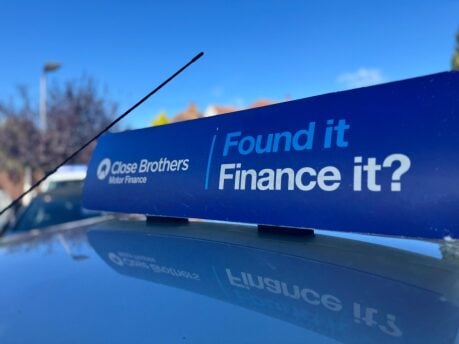 Close Brothers
Motor Finance
Found it
Finance it?